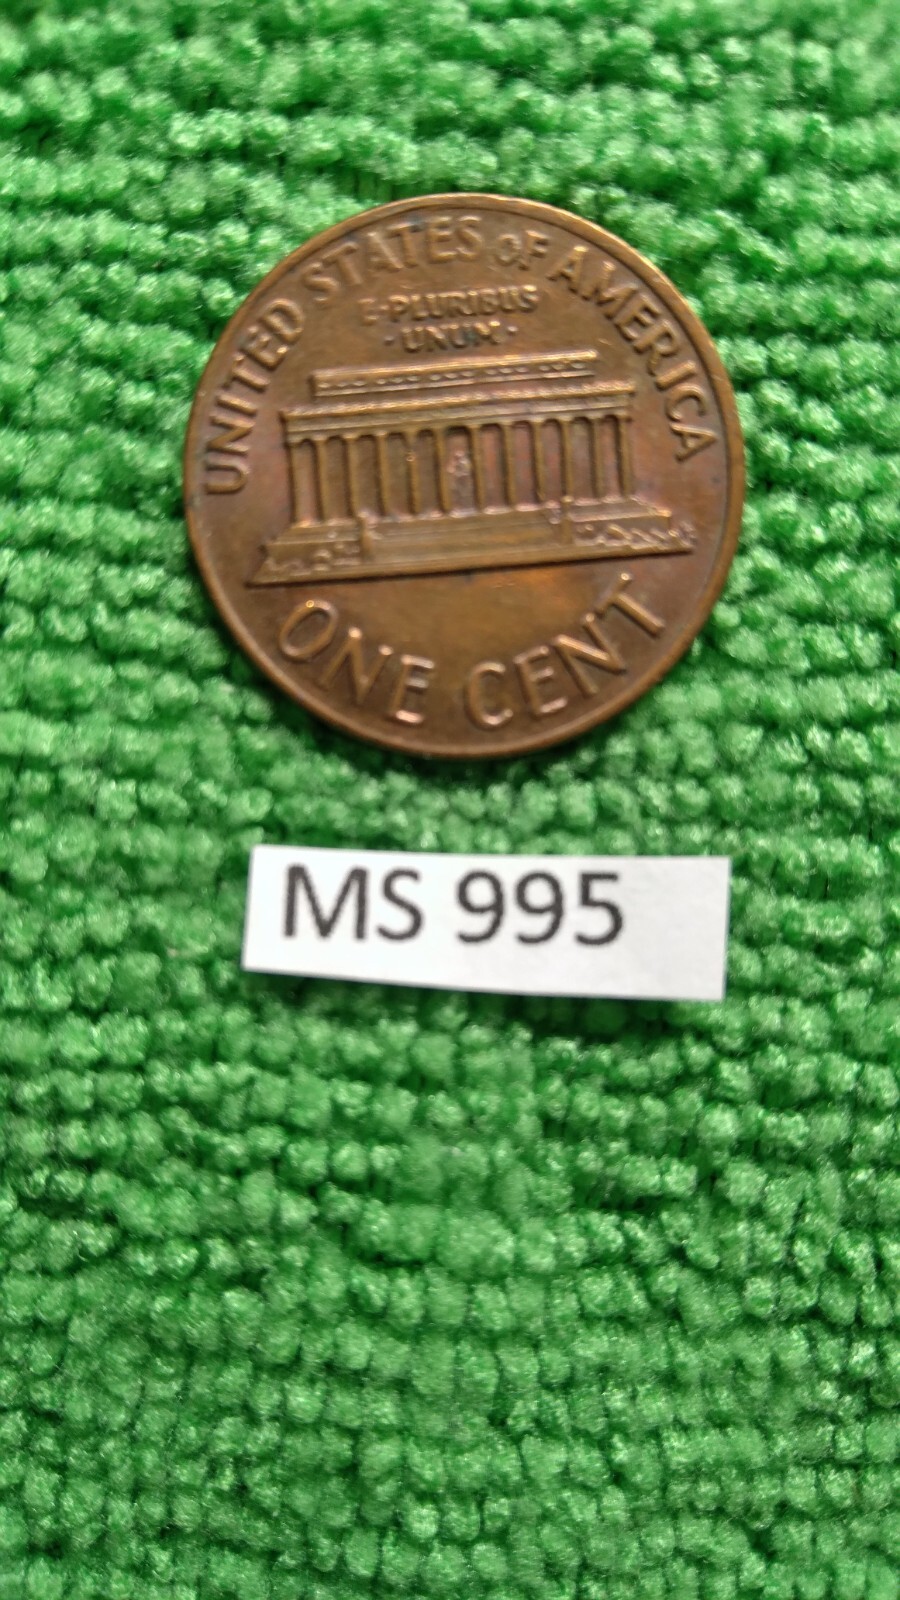 UNITED STATES OF AMERICA
E·PLURIBUS
·UNUM·
ONE CENT
MS 995